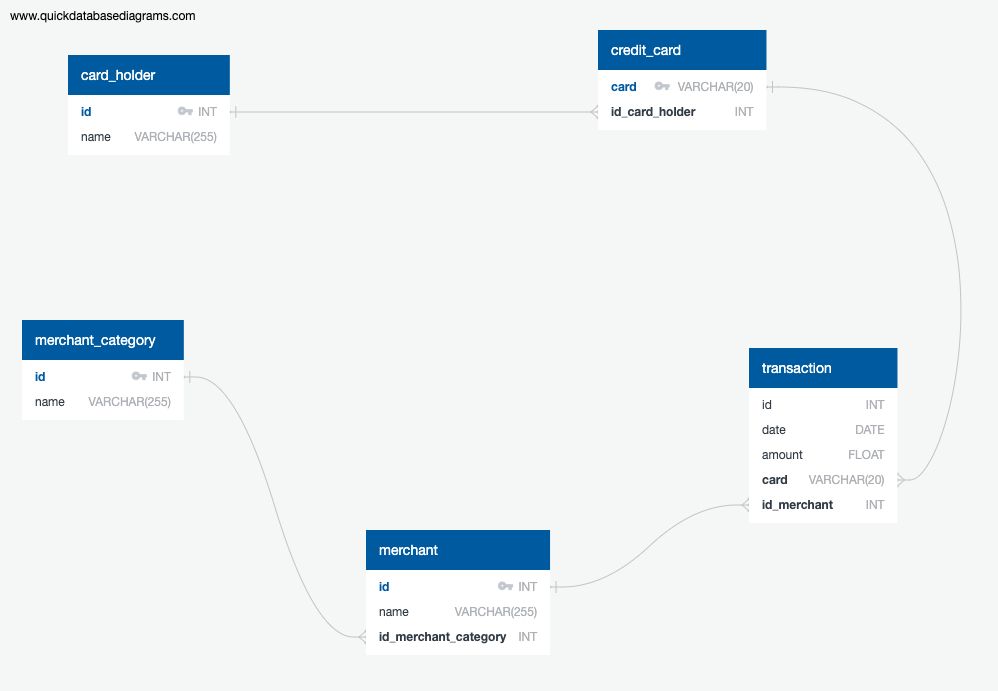 www.quickdatabasediagrams.com
card_holder
id INT
name VARCHAR(255)
credit_card
card VARCHAR(20)
id_card_holder INT
merchant_category
id INT
name VARCHAR(255)
transaction
id INT
date DATE
amount FLOAT
card VARCHAR(20)
id_merchant INT
merchant
id INT
name VARCHAR(255)
id_merchant_category INT